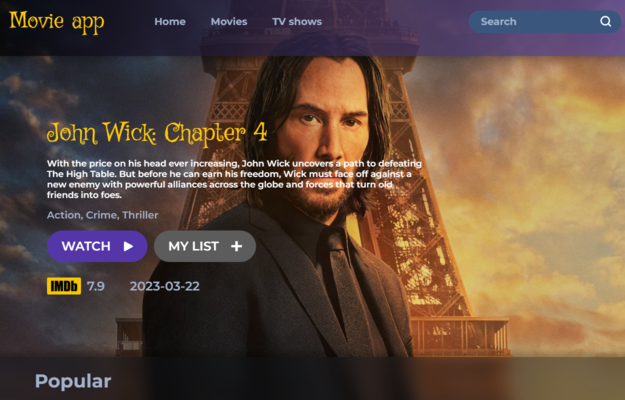 Movie app
Home
Movies
TV shows
Search
John Wick: Chapter 4
With the price on his head ever increasing, John Wick uncovers a path to defeating
The High Table. But before he can earn his freedom, Wick must face off against a
new enemy with powerful alliances across the globe and forces that turn old
friends into foes.
Action, Crime, Thriller
WATCH
MY LIST
IMDb 7.9
2023-03-22
Popular